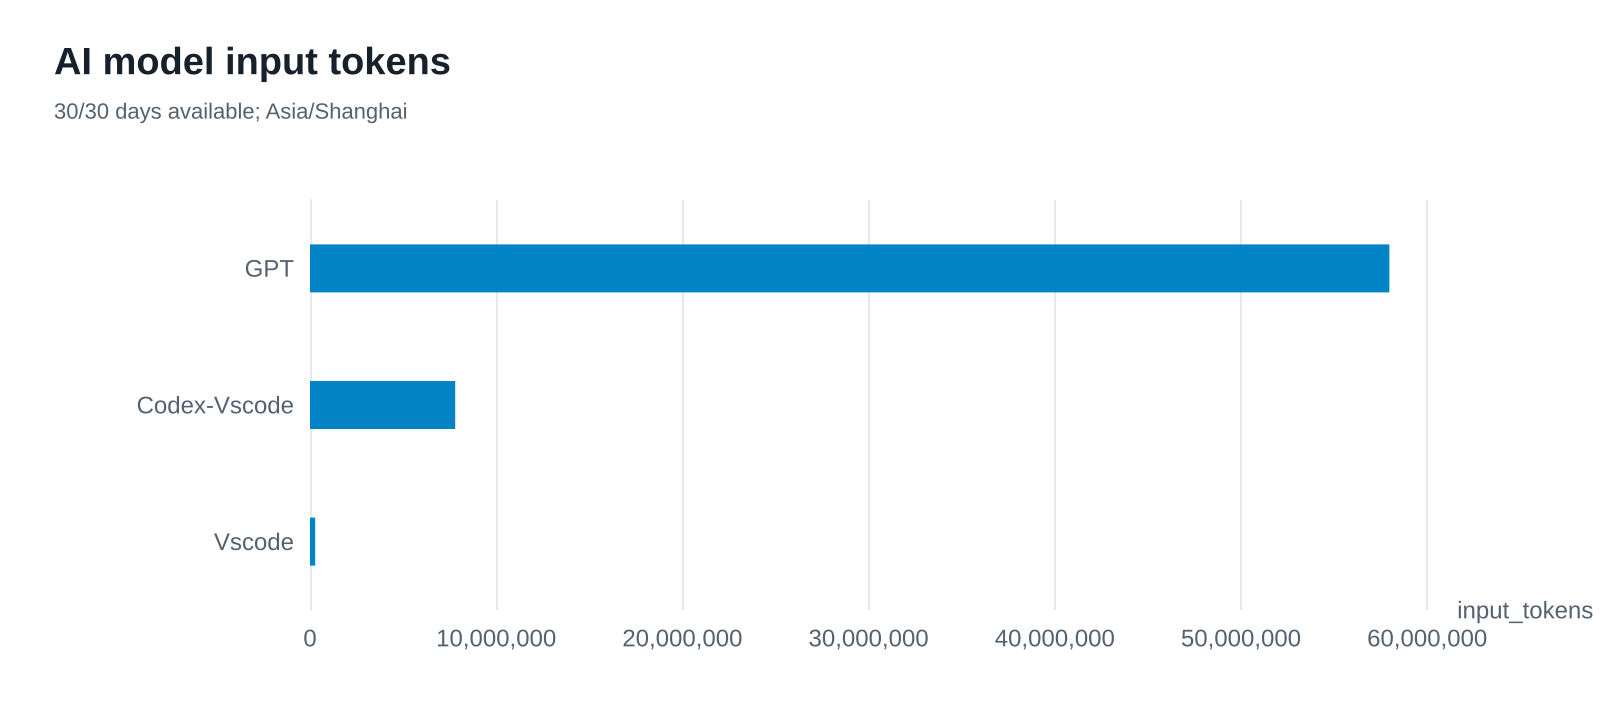 AI model input tokens
30/30 days available; Asia/Shanghai
GPT
Codex-Vscode
Vscode
input_tokens
0 10,000,000 20,000,000 30,000,000 40,000,000 50,000,000 60,000,000